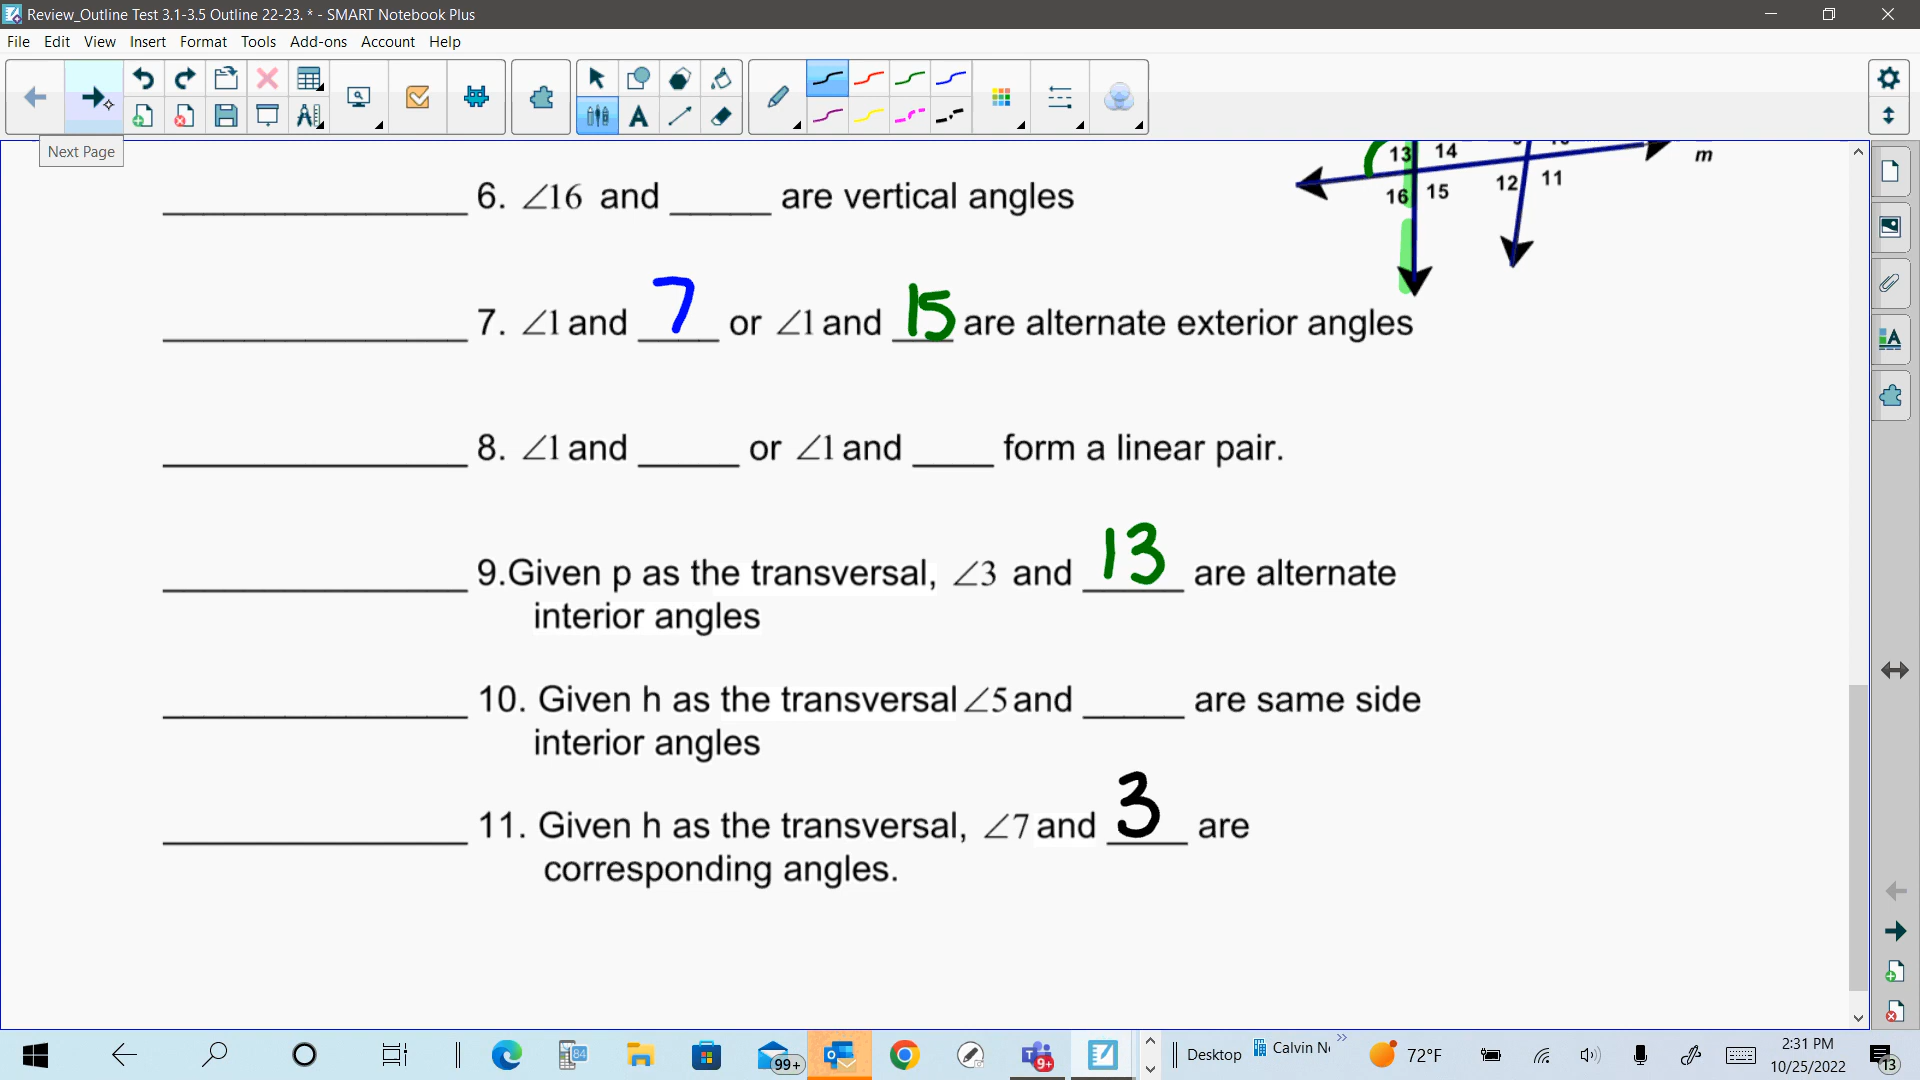 Review_Outline Test 3.1-3.5 Outline 22-23. * - SMART Notebook Plus
File Edit View Insert Format Tools Add-ons Account Help
Next Page
13 14
m
16 15 12 11
6. ∠16 and _____ are vertical angles
7. ∠1 and 7 or ∠1 and 15 are alternate exterior angles
8. ∠1 and _____ or ∠1 and ____ form a linear pair.
9.Given p as the transversal, ∠3 and 13 are alternate
interior angles
10. Given h as the transversal ∠5 and _____ are same side
interior angles
11. Given h as the transversal, ∠7 and 3 are
corresponding angles.
84 99+ 9+ Desktop Calvin 72°F 2:31 PM
10/25/2022 13